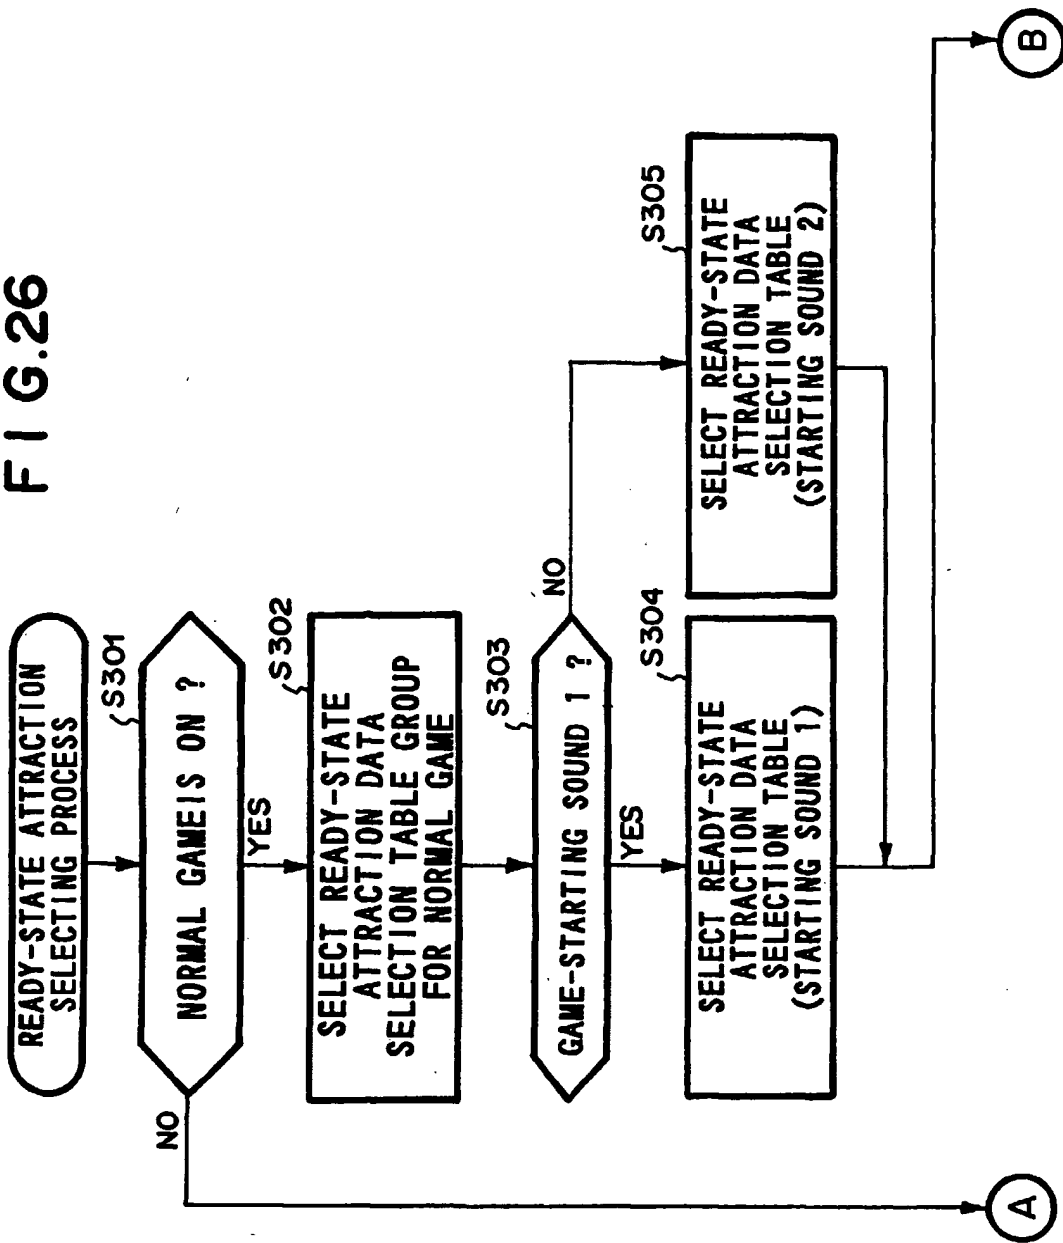 FIG.26
READY-STATE ATTRACTION
SELECTING PROCESS
S301
NORMAL GAMEIS ON ?
NO
YES
S302
SELECT READY-STATE
ATTRACTION DATA
SELECTION TABLE GROUP
FOR NORMAL GAME
S303
GAME-STARTING SOUND 1 ?
NO
YES
S304
SELECT READY-STATE
ATTRACTION DATA
SELECTION TABLE
(STARTING SOUND 1)
S305
SELECT READY-STATE
ATTRACTION DATA
SELECTION TABLE
(STARTING SOUND 2)
A
B